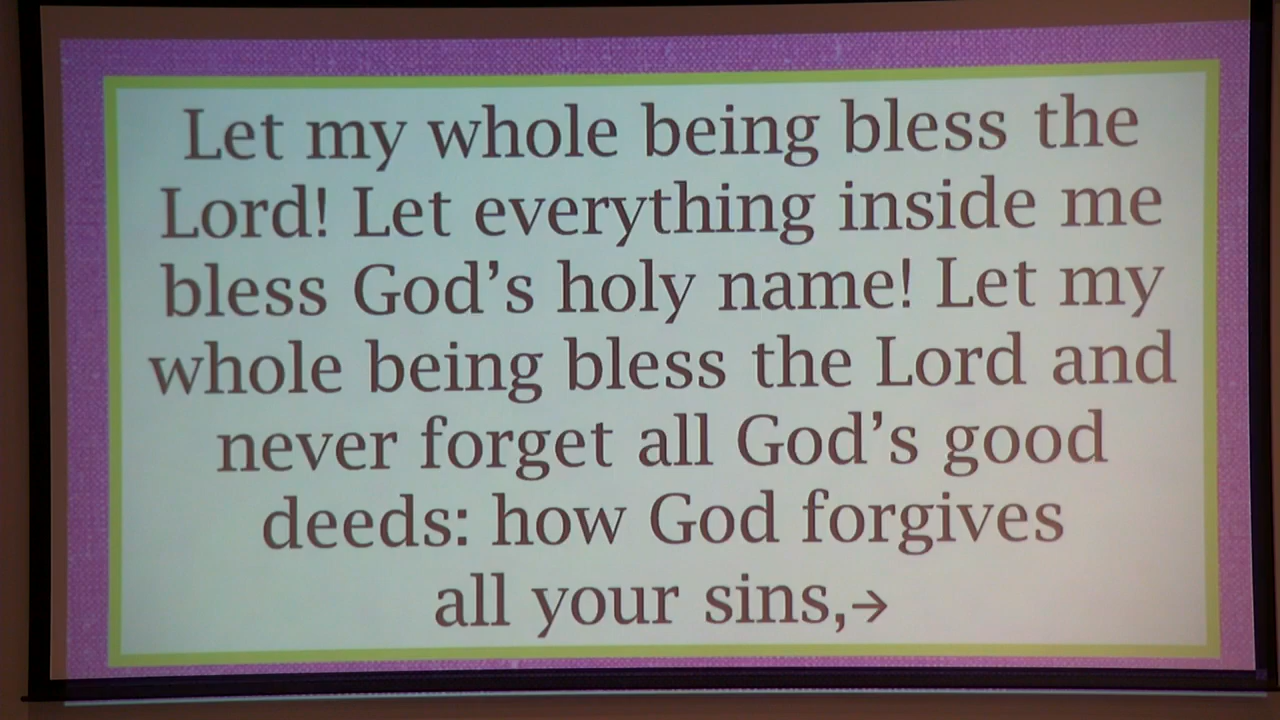 Let my whole being bless the
Lord! Let everything inside me
bless God’s holy name! Let my
whole being bless the Lord and
never forget all God’s good
deeds: how God forgives
all your sins,→